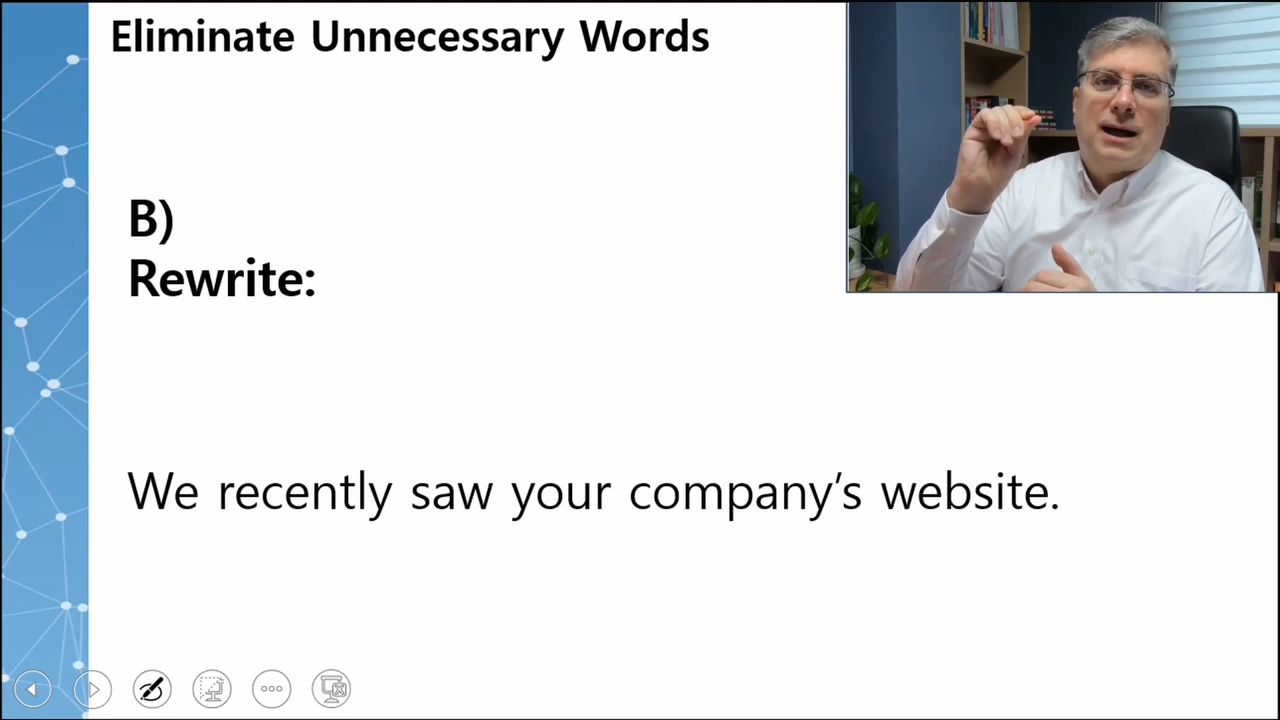 Eliminate Unnecessary Words
B)
Rewrite:
We recently saw your company’s website.